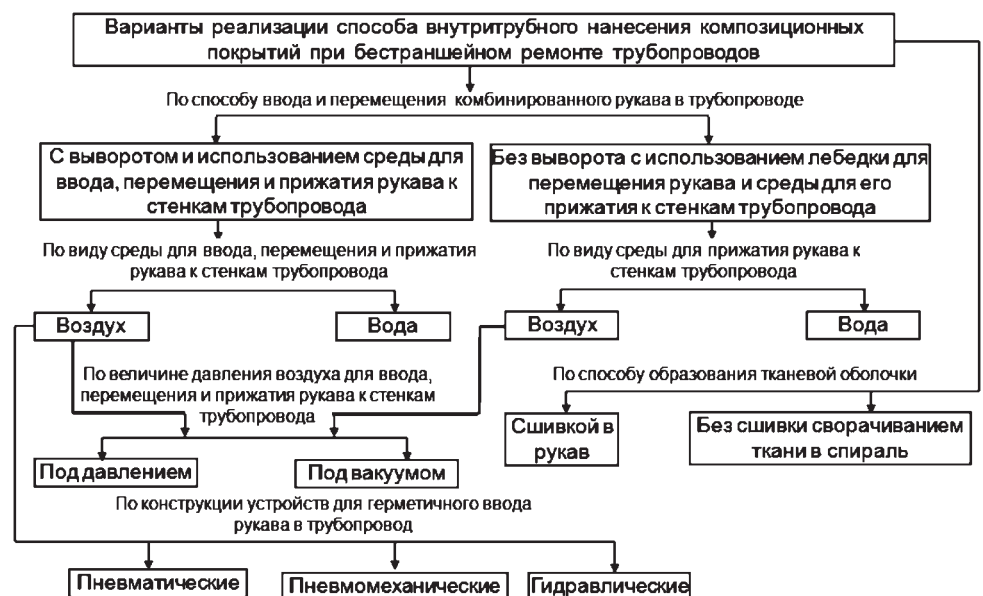 Варианты реализации способа внутритрубного нанесения композиционных
покрытий при бестраншейном ремонте трубопроводов
По способу ввода и перемещения комбинированного рукава в трубопроводе
С выворотом и использованием среды для
ввода, перемещения и прижатия рукава к
стенкам трубопровода
Без выворота с использованием лебедки для
перемещения рукава и среды для его
прижатия к стенкам трубопровода
По виду среды для ввода, перемещения и прижатия
рукава к стенкам трубопровода
По виду среды для прижатия рукава к
стенкам трубопровода
Воздух
Вода
Воздух
Вода
По величине давления воздуха для ввода,
перемещения и прижатия рукава к стенкам
трубопровода
По способу образования тканевой оболочки
Сшивкой в
рукав
Без сшивки сворачиванием
ткани в спираль
Под давлением
Под вакуумом
По конструкции устройств для герметичного ввода
рукава в трубопровод
Пневматические
Пневмомеханические
Гидравлические